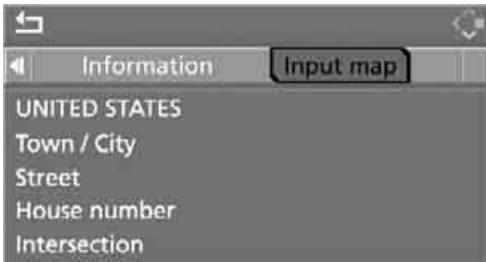 Information Input map
UNITED STATES
Town / City
Street
House number
Intersection